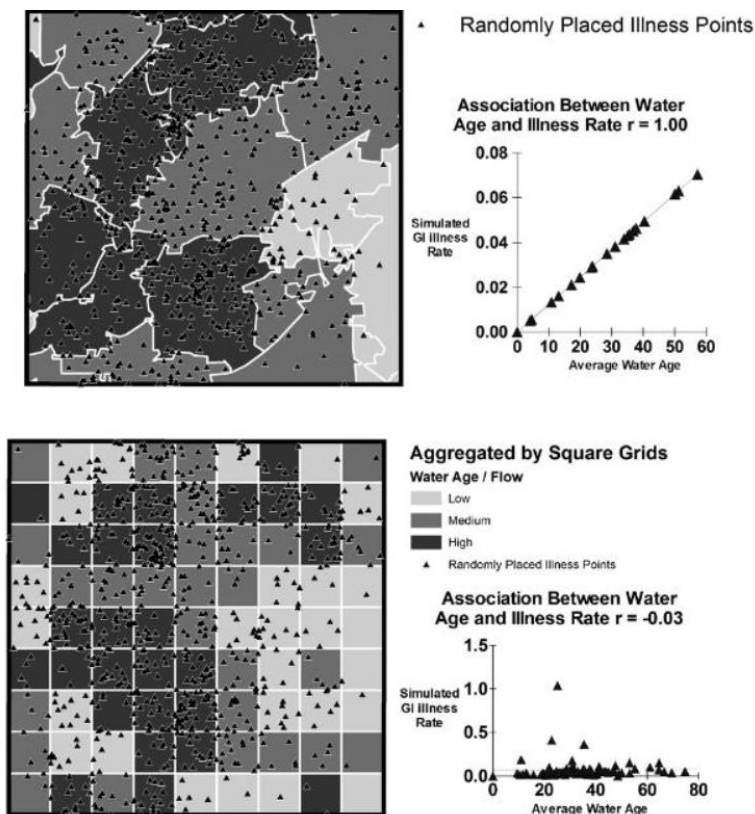 Randomly Placed Illness Points
Association Between Water
Age and Illness Rate r = 1.00
0.08
0.06
Simulated
GI illness
Rate
0.04
0.02
0.00
0 10 20 30 40 50 60
Average Water Age
Aggregated by Square Grids
Water Age / Flow
Low
Medium
High
Randomly Placed Illness Points
Association Between Water
Age and Illness Rate r = -0.03
1.5
1.0
Simulated
GI illness
Rate
0.5
0.0
0 20 40 60 80
Average Water Age